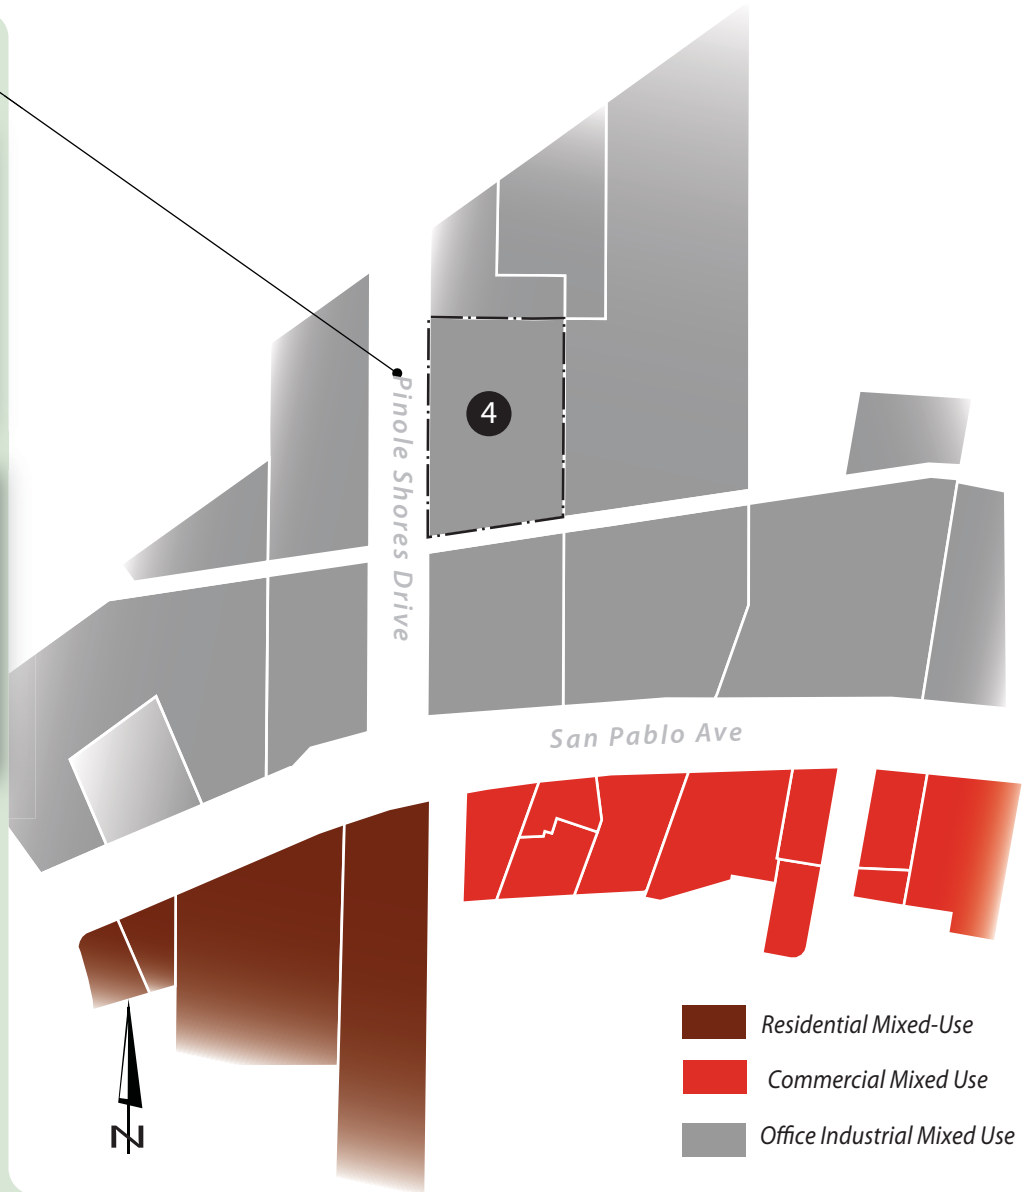 4
Pinole Shores Drive
San Pablo Ave
Residential Mixed-Use
Commercial Mixed Use
Office Industrial Mixed Use
N